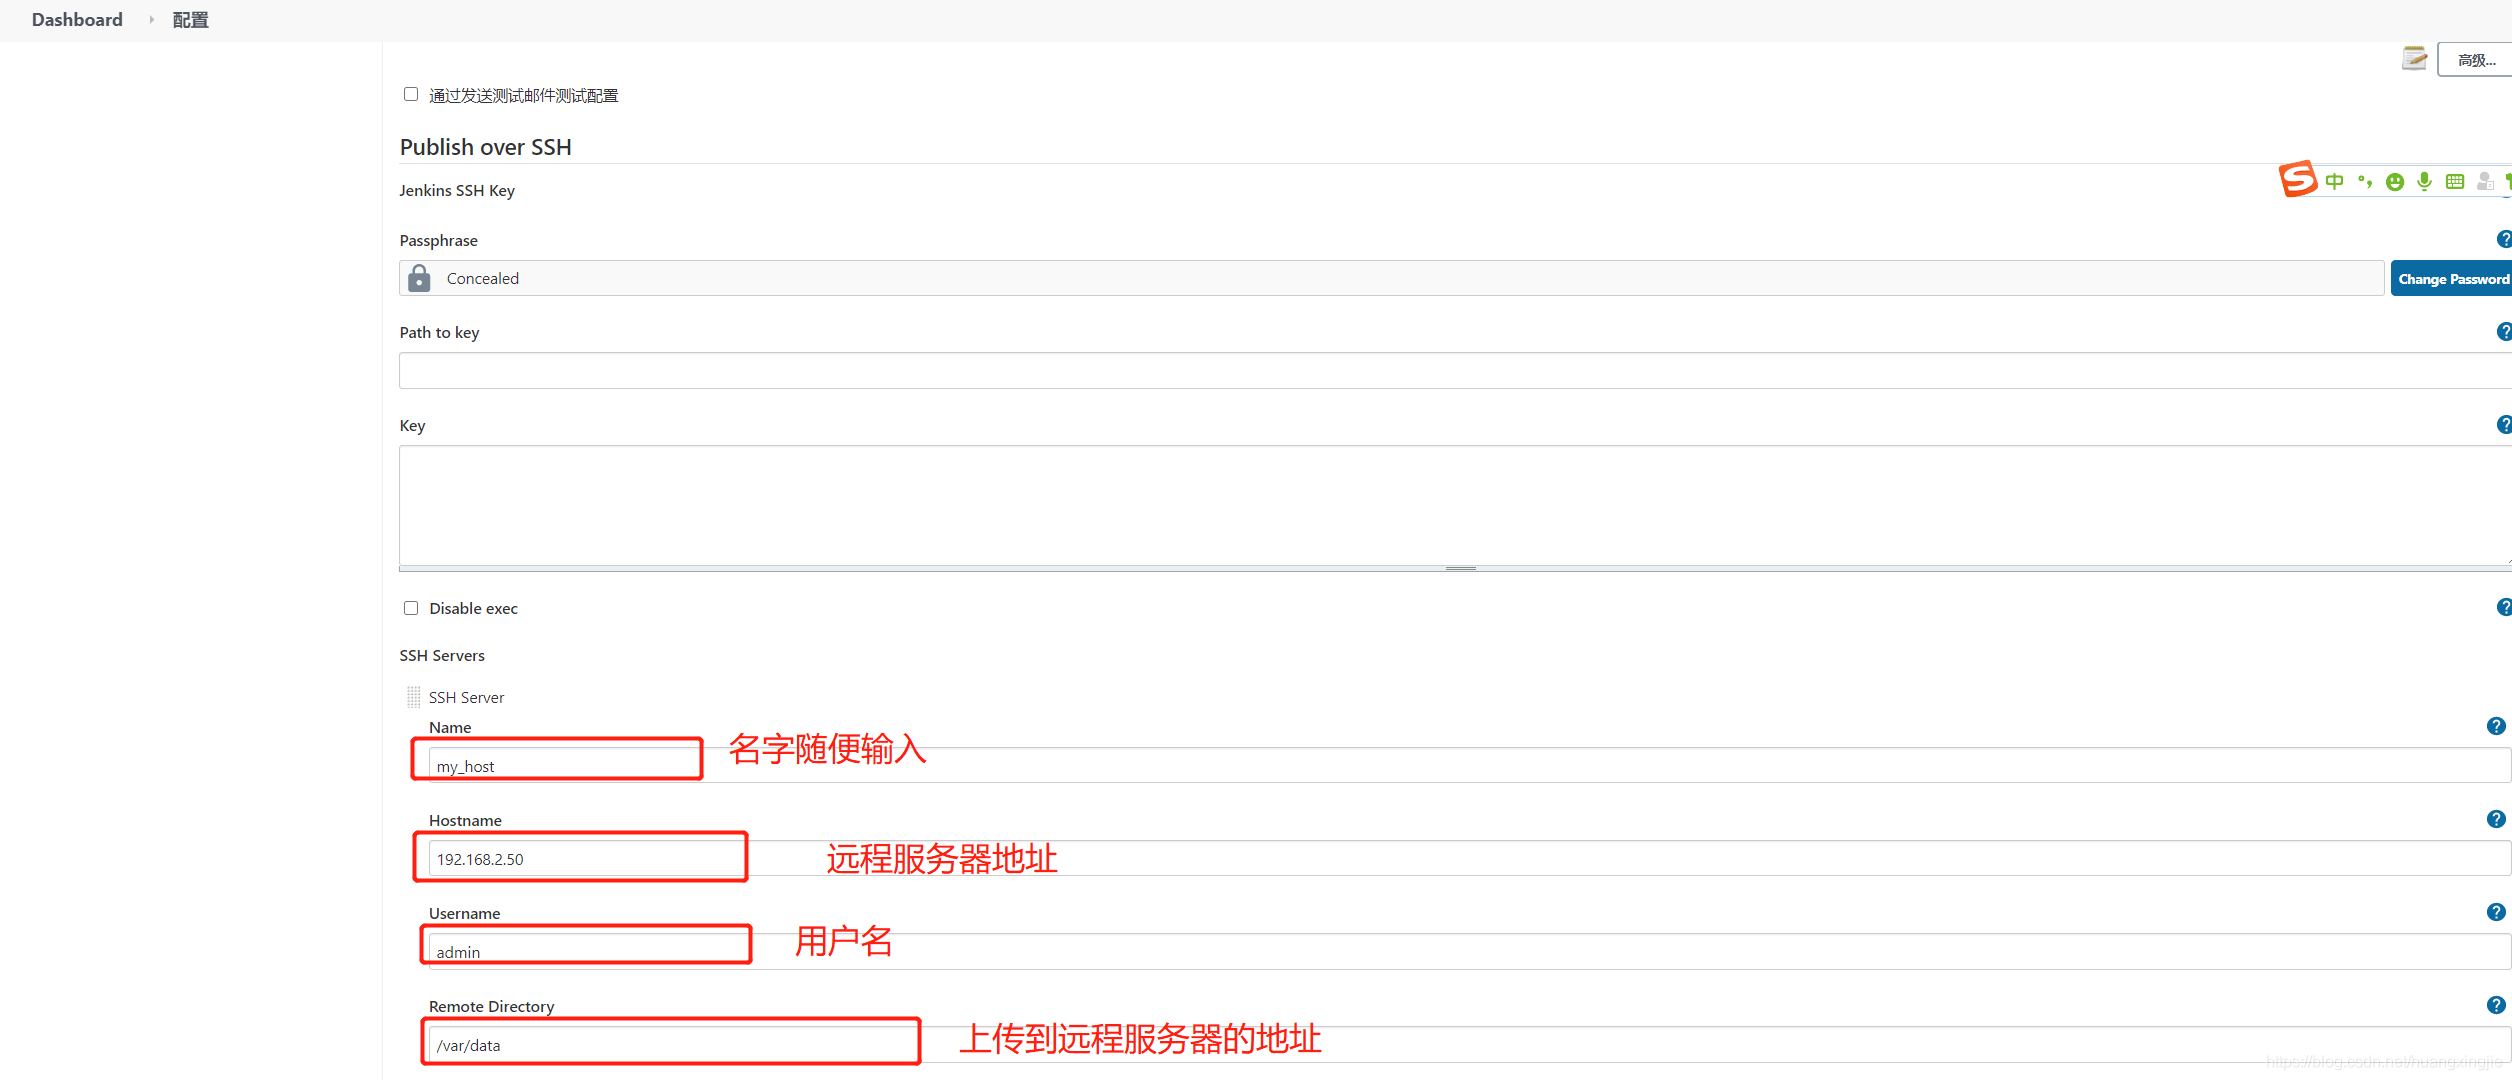 Dashboard 配置
高级...
通过发送测试邮件测试配置
Publish over SSH
Jenkins SSH Key
中
Passphrase
Concealed
Change Password
Path to key
Key
Disable exec
SSH Servers
SSH Server
Name
my_host
名字随便输入
Hostname
192.168.2.50
远程服务器地址
Username
admin
用户名
Remote Directory
/var/data
上传到远程服务器的地址
https://blog.csdn.net/huangxingjie